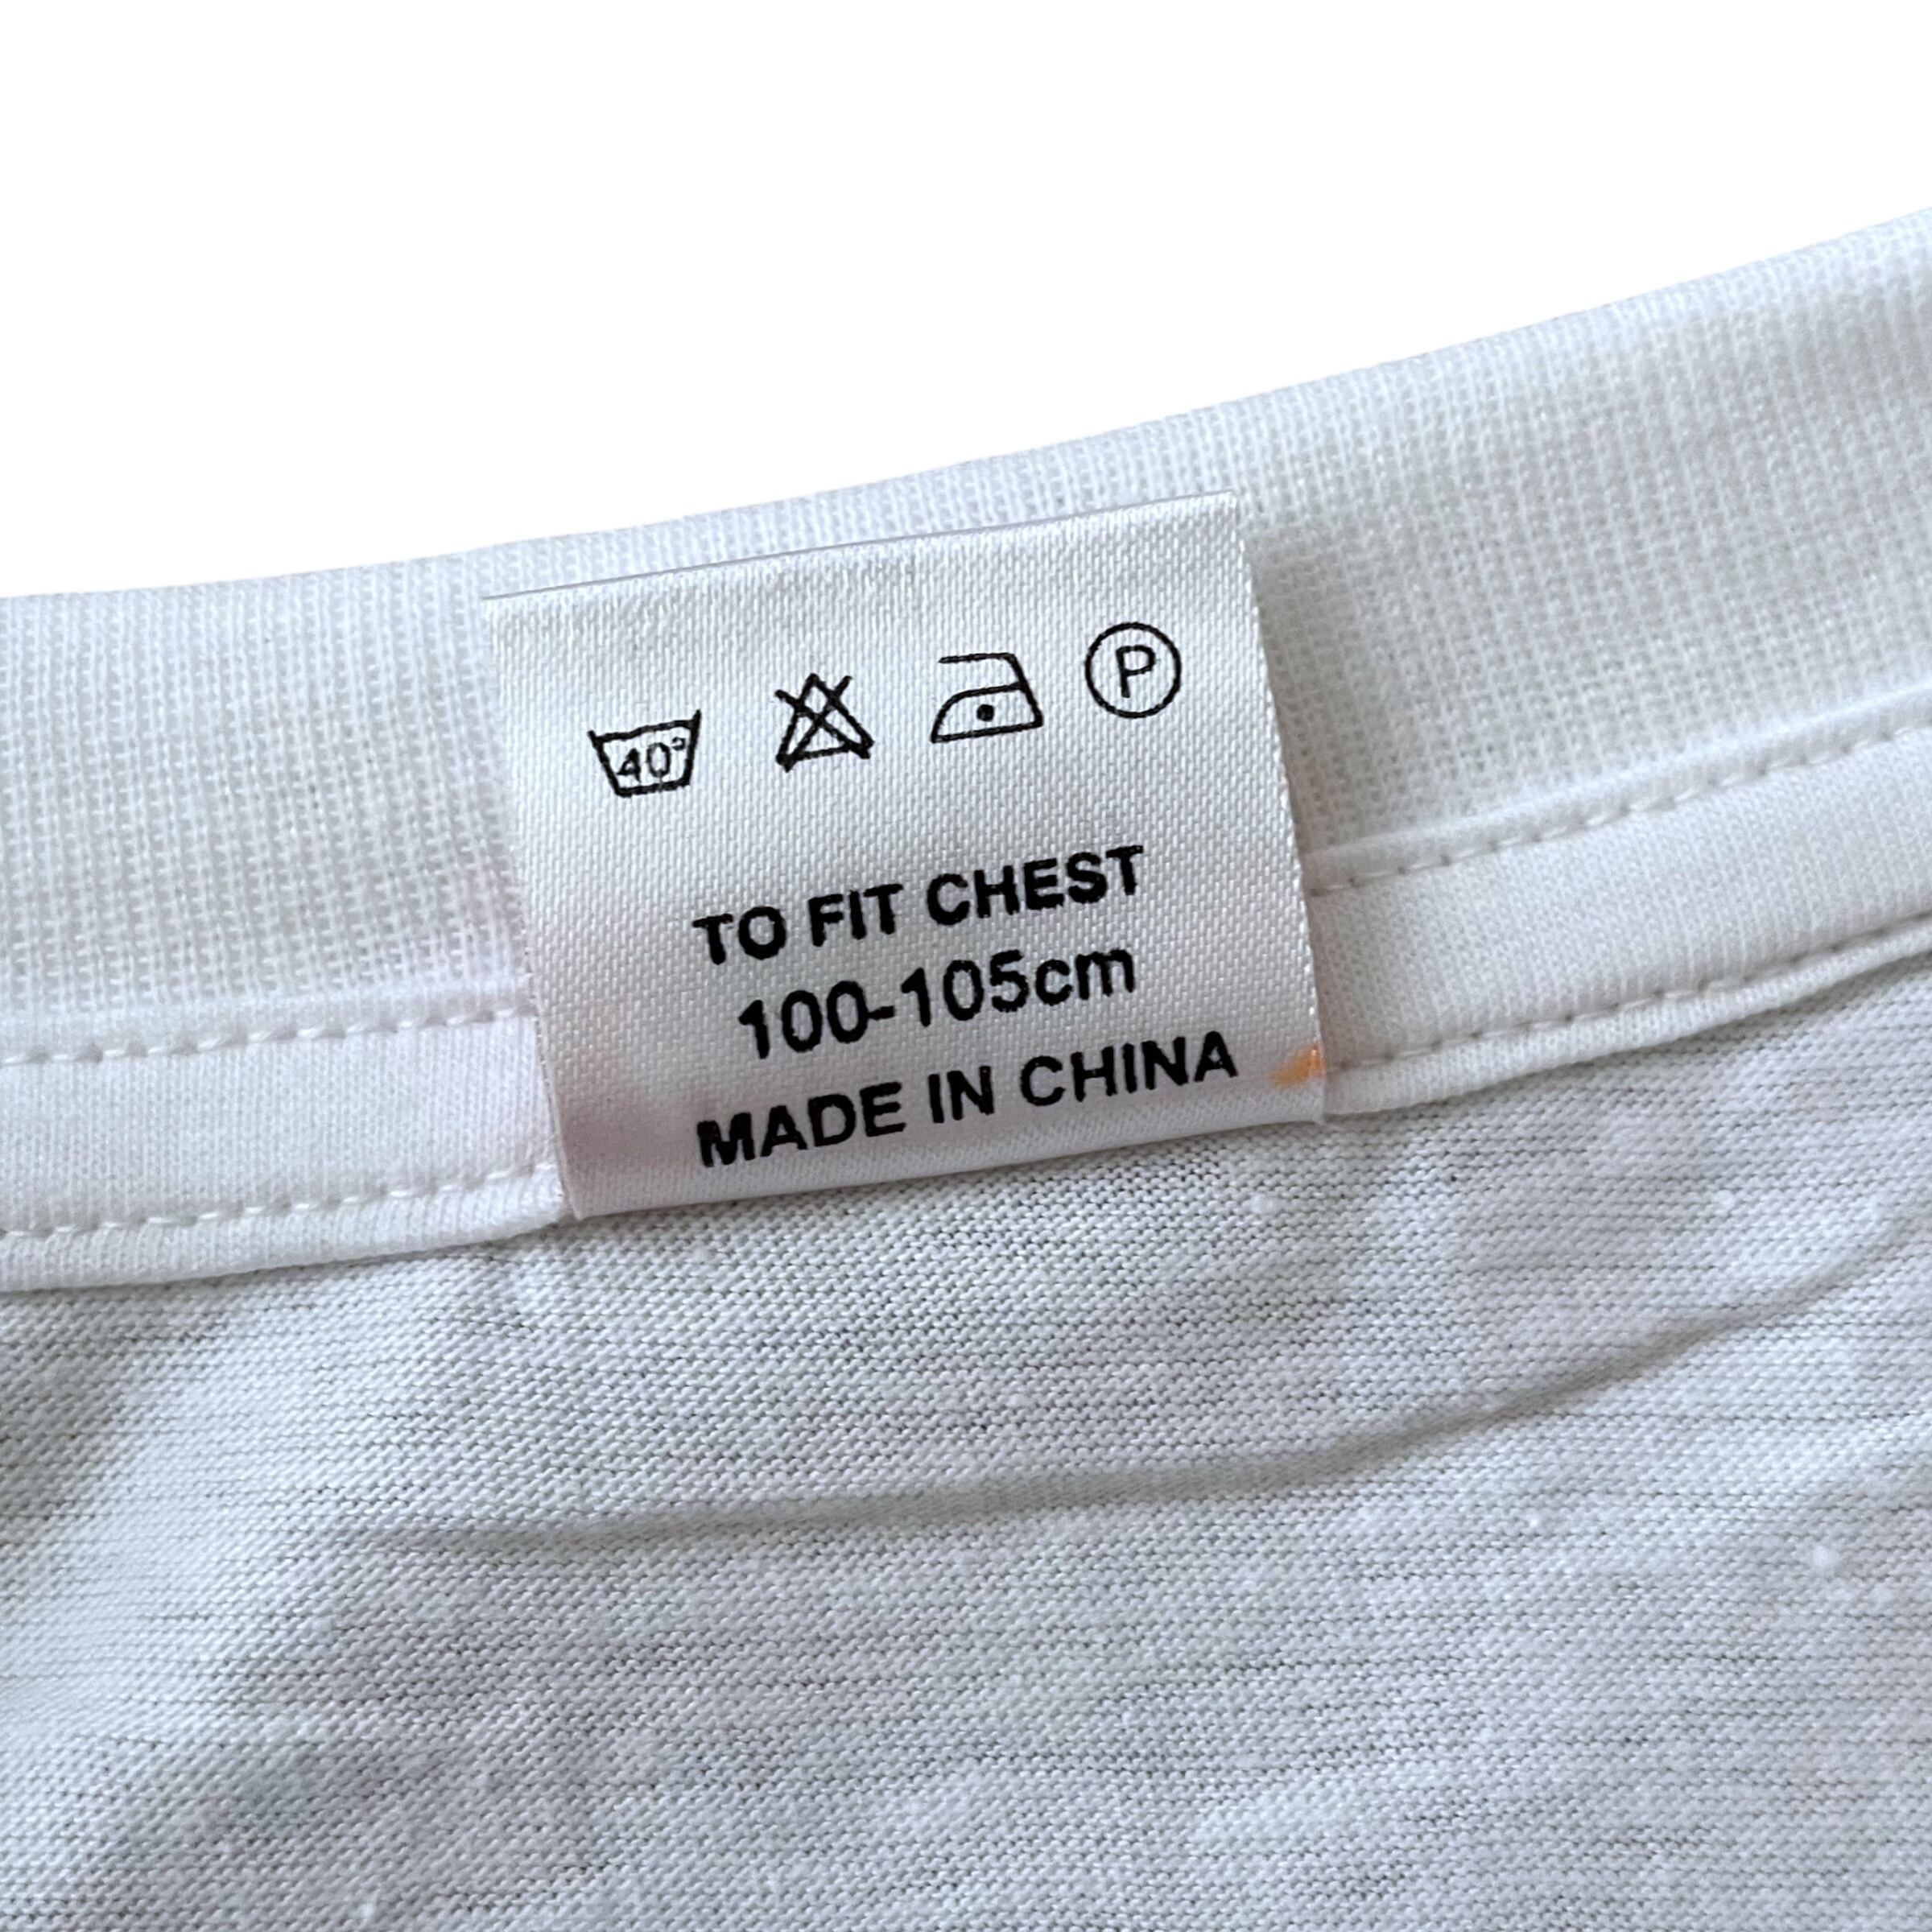 40° P
TO FIT CHEST
100-105cm
MADE IN CHINA